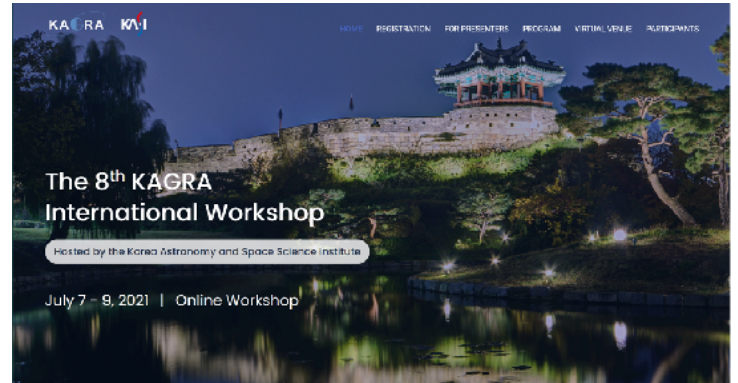 KAGRA KASI
HOME REGISTRATION FOR PRESENTERS PROGRAM VIRTUAL VENUE PARTICIPANTS
The 8th KAGRA
International Workshop
Hosted by the Korea Astronomy and Space Science Institute
July 7 - 9, 2021 | Online Workshop